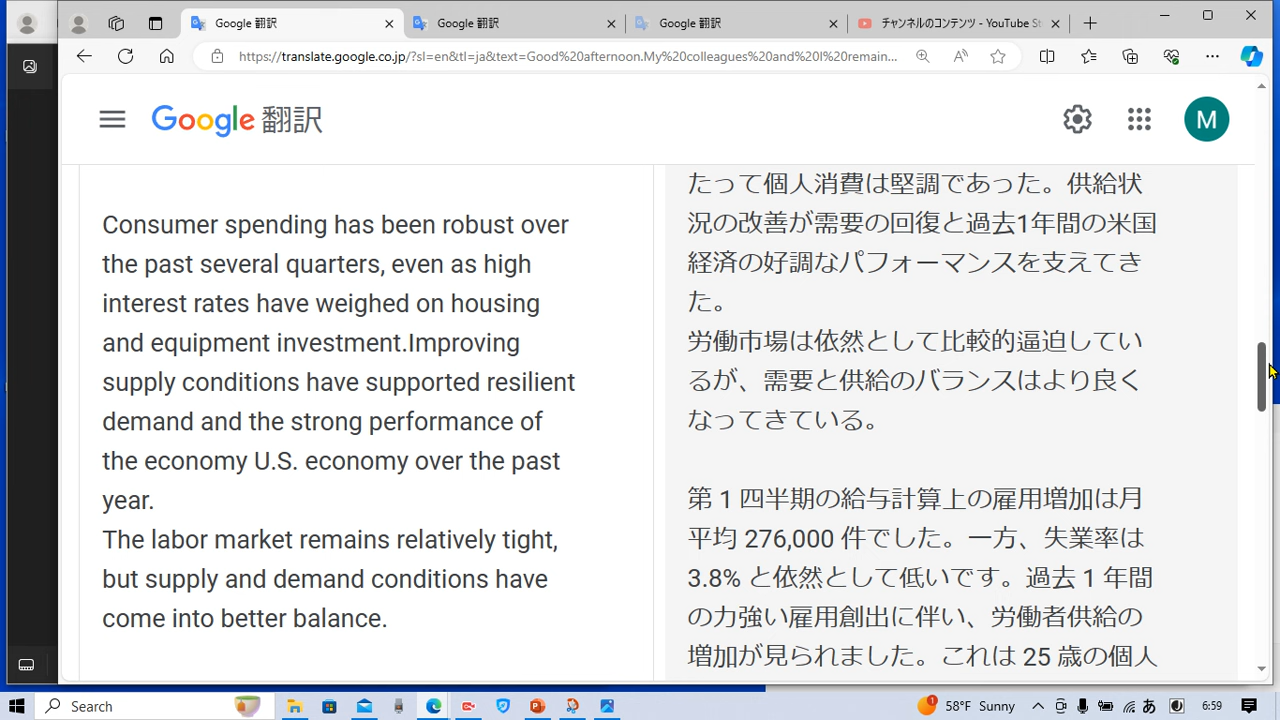 Google 翻訳
Google 翻訳
Google 翻訳
チャンネルのコンテンツ - YouTube St
https://translate.google.co.jp/?sl=en&tl=ja&text=Good%20afternoon.My%20colleagues%20and%20I%20remain...
Google 翻訳
M
Consumer spending has been robust over
the past several quarters, even as high
interest rates have weighed on housing
and equipment investment.Improving
supply conditions have supported resilient
demand and the strong performance of
the economy U.S. economy over the past
year.
The labor market remains relatively tight,
but supply and demand conditions have
come into better balance.
たって個人消費は堅調であった。供給状
況の改善が需要の回復と過去1年間の米国
経済の好調なパフォーマンスを支えてき
た。
労働市場は依然として比較的逼迫してい
るが、需要と供給のバランスはより良く
なってきている。
第 1 四半期の給与計算上の雇用増加は月
平均 276,000 件でした。一方、失業率は
3.8% と依然として低いです。過去 1 年間
の力強い雇用創出に伴い、労働者供給の
増加が見られました。これは 25 歳の個人
Search
1
58°F Sunny
あ
6:59